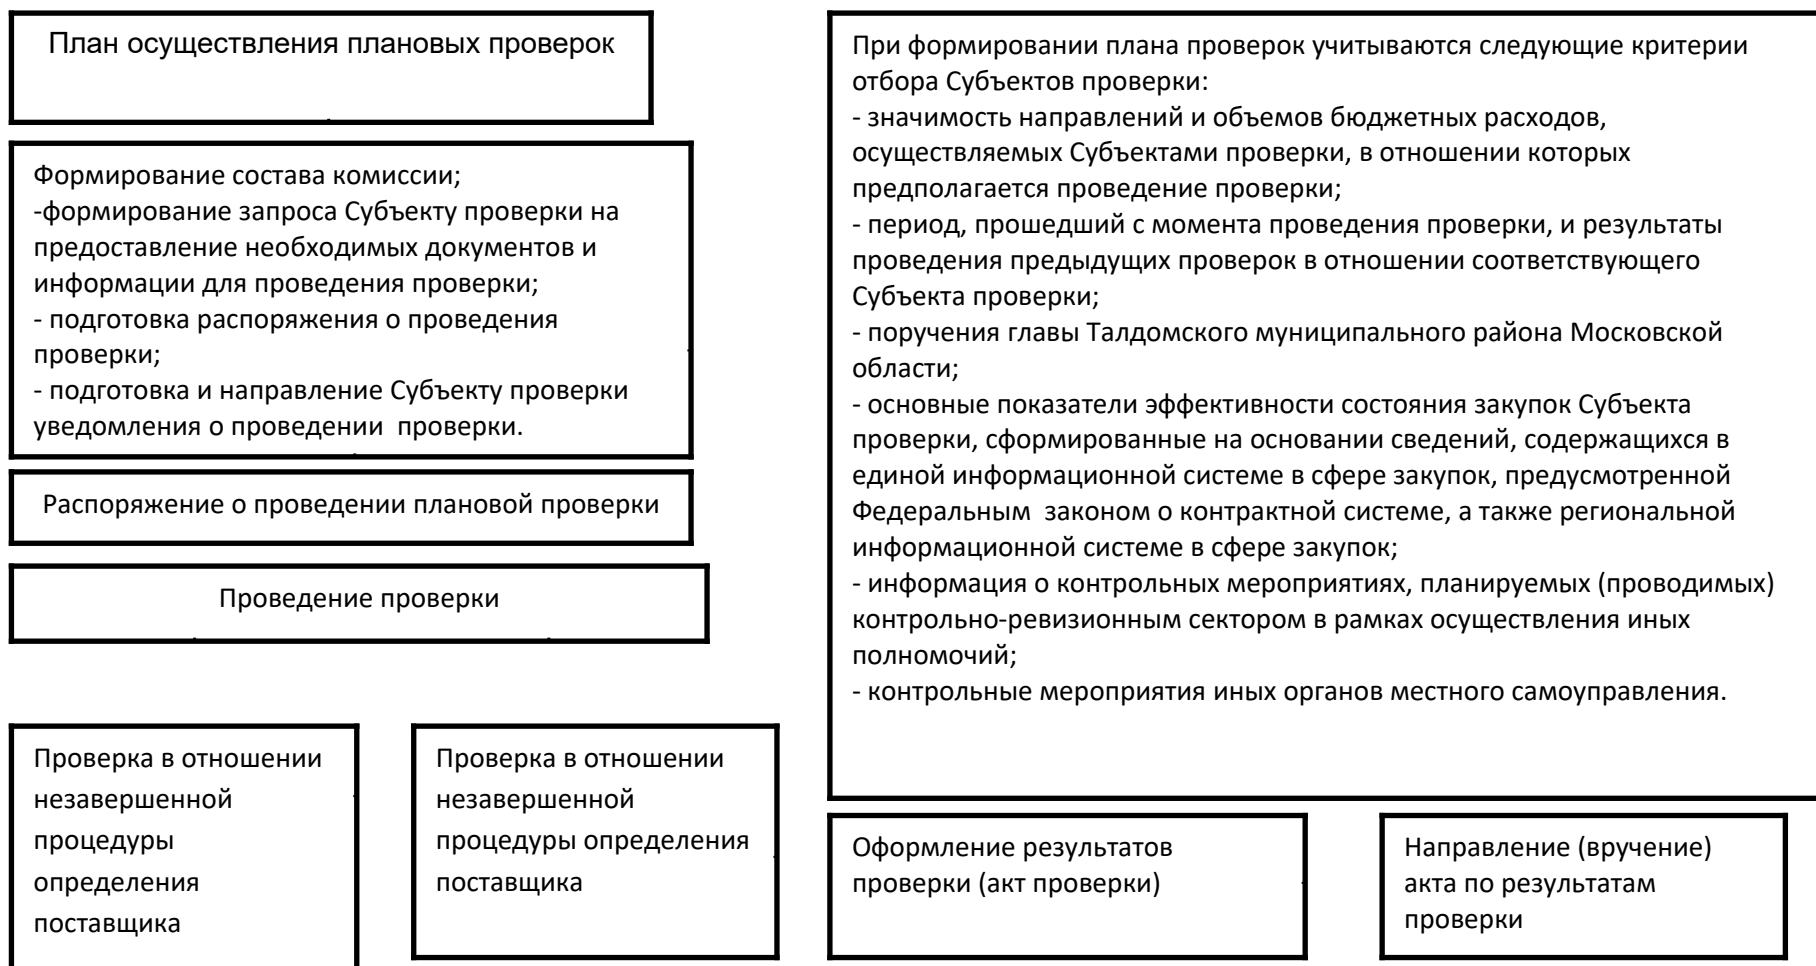 План осуществления плановых проверок
Формирование состава комиссии;
-формирование запроса Субъекту проверки на
предоставление необходимых документов и
информации для проведения проверки;
- подготовка распоряжения о проведения
проверки;
- подготовка и направление Субъекту проверки
уведомления о проведении  проверки.
Распоряжение о проведении плановой проверки
Проведение проверки
Проверка в отношении
незавершенной
процедуры
определения
поставщика
Проверка в отношении
незавершенной
процедуры определения
поставщика
При формировании плана проверок учитываются следующие критерии
отбора Субъектов проверки:
- значимость направлений и объемов бюджетных расходов,
осуществляемых Субъектами проверки, в отношении которых
предполагается проведение проверки;
- период, прошедший с момента проведения проверки, и результаты
проведения предыдущих проверок в отношении соответствующего
Субъекта проверки;
- поручения главы Талдомского муниципального района Московской
области;
- основные показатели эффективности состояния закупок Субъекта
проверки, сформированные на основании сведений, содержащихся в
единой информационной системе в сфере закупок, предусмотренной
Федеральным  законом о контрактной системе, а также региональной
информационной системе в сфере закупок;
- информация о контрольных мероприятиях, планируемых (проводимых)
контрольно-ревизионным сектором в рамках осуществления иных
полномочий;
- контрольные мероприятия иных органов местного самоуправления.
Оформление результатов
проверки (акт проверки)
Направление (вручение)
акта по результатам
проверки